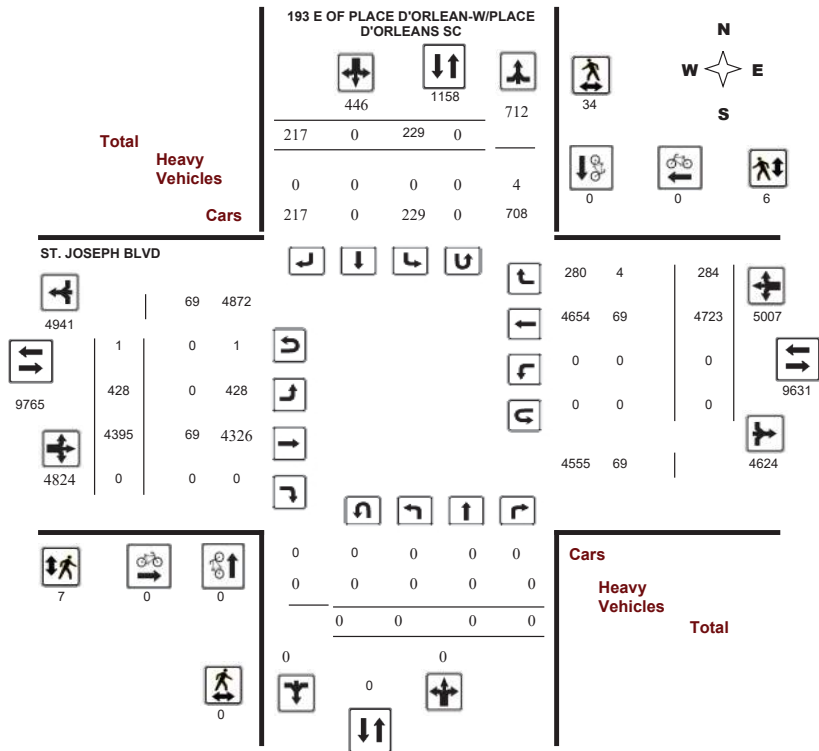 193 E OF PLACE D'ORLEAN-W/PLACE
D'ORLEANS SC
N
W E
S
446 1158 712
34
Total 217 0 229 0
Heavy
Vehicles
0 0 0 0 4
Cars 217 0 229 0 708
0 0 6
ST. JOSEPH BLVD
280 4 284
69 4872
4941
4654 69 4723 5007
1 0 1
0 0 0
9765
9631
428 0 428
0 0 0
4395 69 4326
4555 69 4624
4824 0 0 0
0 0 0 0 0
Cars
7 0 0
0 0 0 0 0
Heavy
Vehicles
0 0 0 0
Total
0 0
0
0